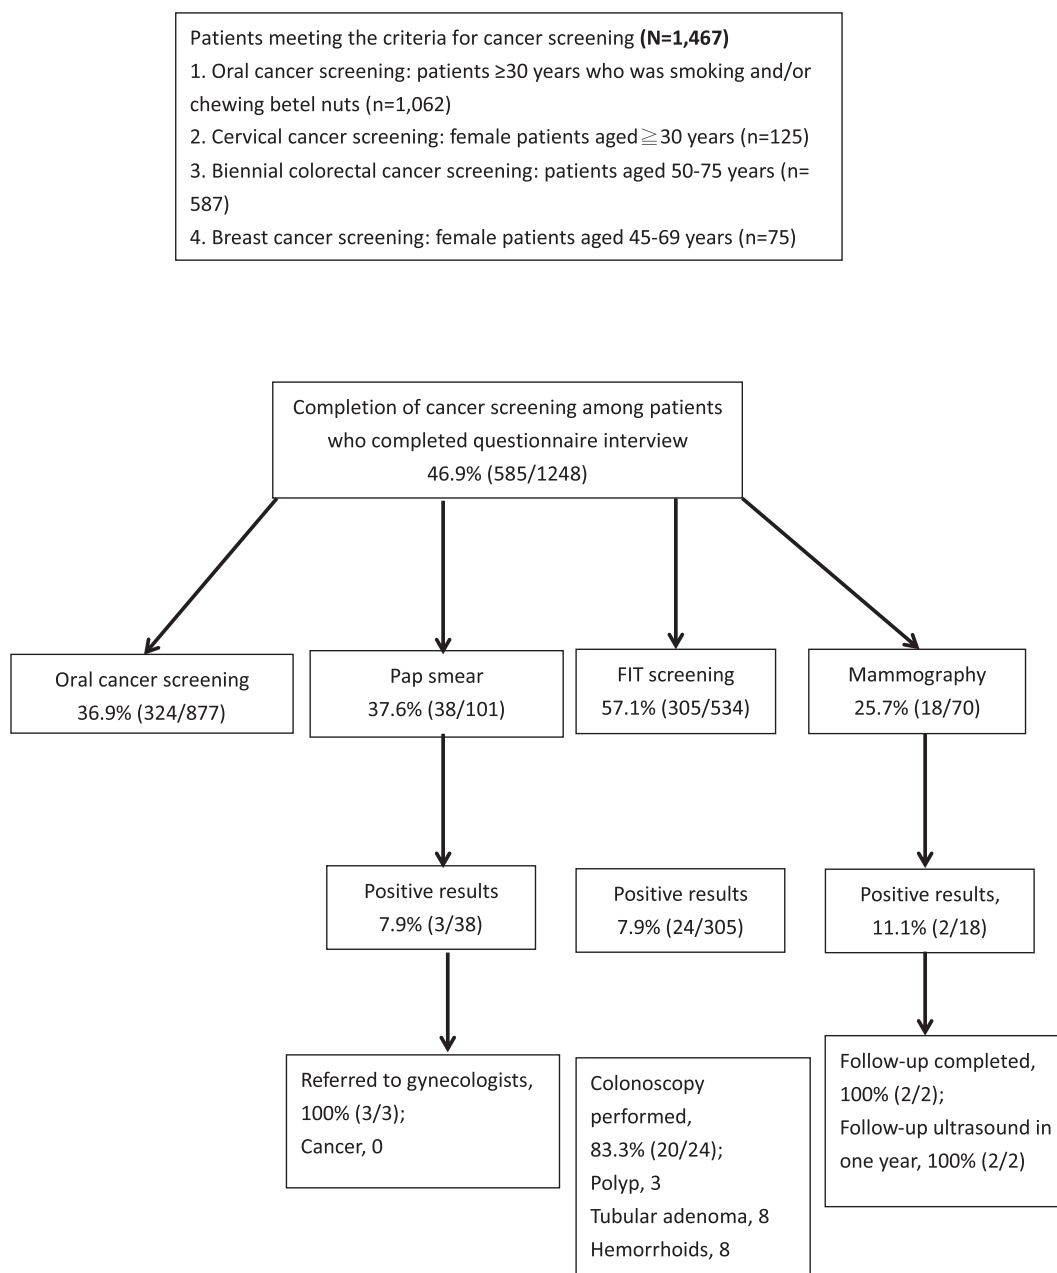 Patients meeting the criteria for cancer screening (N=1,467)
1. Oral cancer screening: patients ≥30 years who was smoking and/or
chewing betel nuts (n=1,062)
2. Cervical cancer screening: female patients aged≧30 years (n=125)
3. Biennial colorectal cancer screening: patients aged 50-75 years (n=
587)
4. Breast cancer screening: female patients aged 45-69 years (n=75)
Completion of cancer screening among patients
who completed questionnaire interview
46.9% (585/1248)
Oral cancer screening
36.9% (324/877)
Pap smear
37.6% (38/101)
FIT screening
57.1% (305/534)
Mammography
25.7% (18/70)
Positive results
7.9% (3/38)
Positive results
7.9% (24/305)
Positive results,
11.1% (2/18)
Referred to gynecologists,
100% (3/3);
Cancer, 0
Colonoscopy
performed,
83.3% (20/24);
Polyp, 3
Tubular adenoma, 8
Hemorrhoids, 8
Follow-up completed,
100% (2/2);
Follow-up ultrasound in
one year, 100% (2/2)